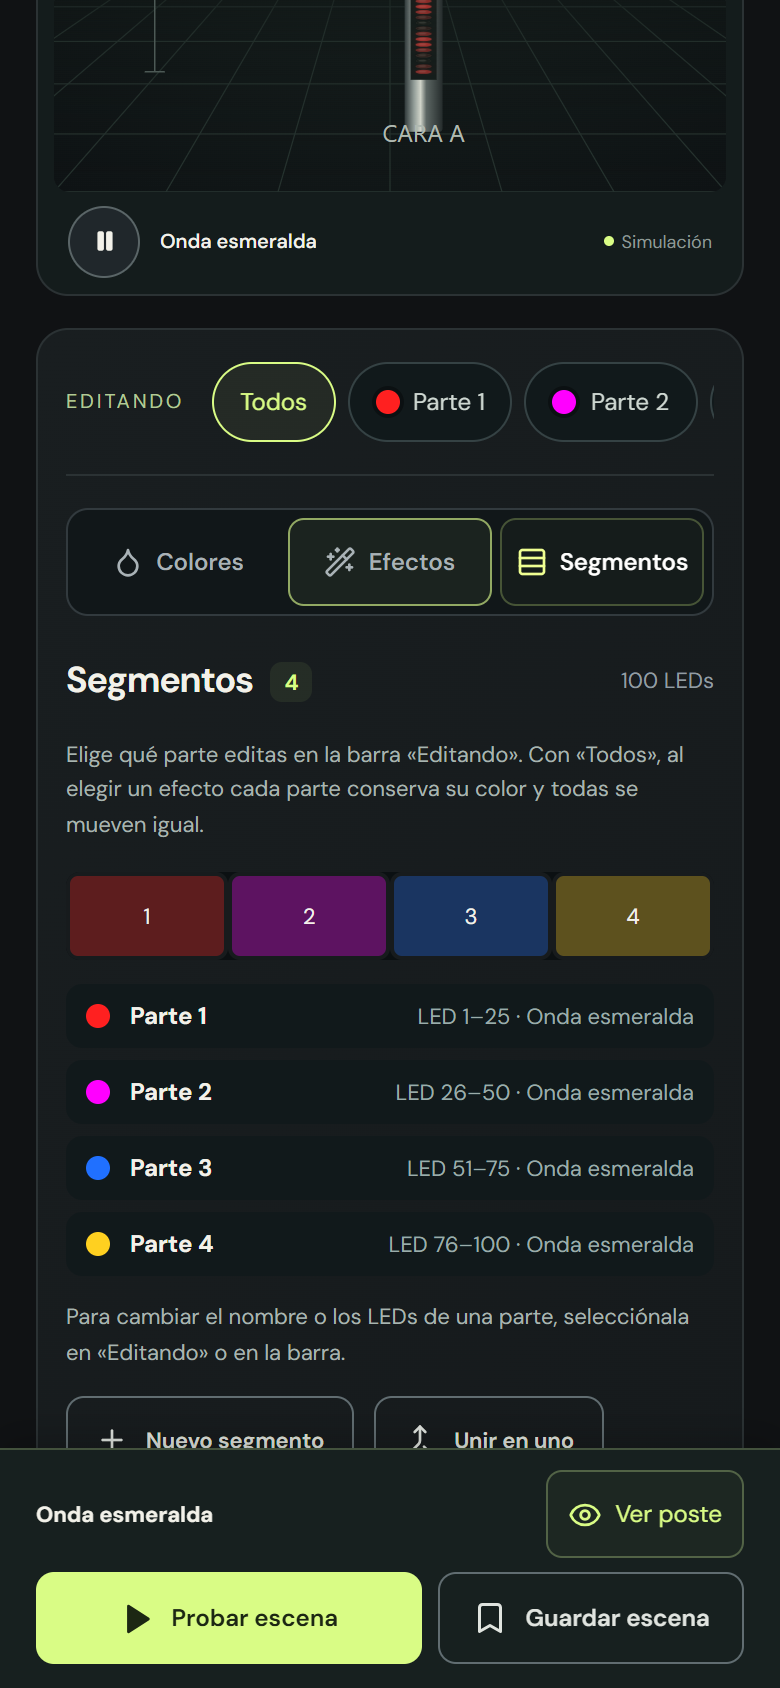 CARA A
Onda esmeralda
Simulación
EDITANDO
Todos
Parte 1
Parte 2
Colores
Efectos
Segmentos
Segmentos
4
100 LEDs
Elige qué parte editas en la barra «Editando». Con «Todos», al
elegir un efecto cada parte conserva su color y todas se
mueven igual.
1
2
3
4
Parte 1
LED 1–25 · Onda esmeralda
Parte 2
LED 26–50 · Onda esmeralda
Parte 3
LED 51–75 · Onda esmeralda
Parte 4
LED 76–100 · Onda esmeralda
Para cambiar el nombre o los LEDs de una parte, selecciónala
en «Editando» o en la barra.
Nuevo segmento
Unir en uno
Onda esmeralda
Ver poste
Probar escena
Guardar escena